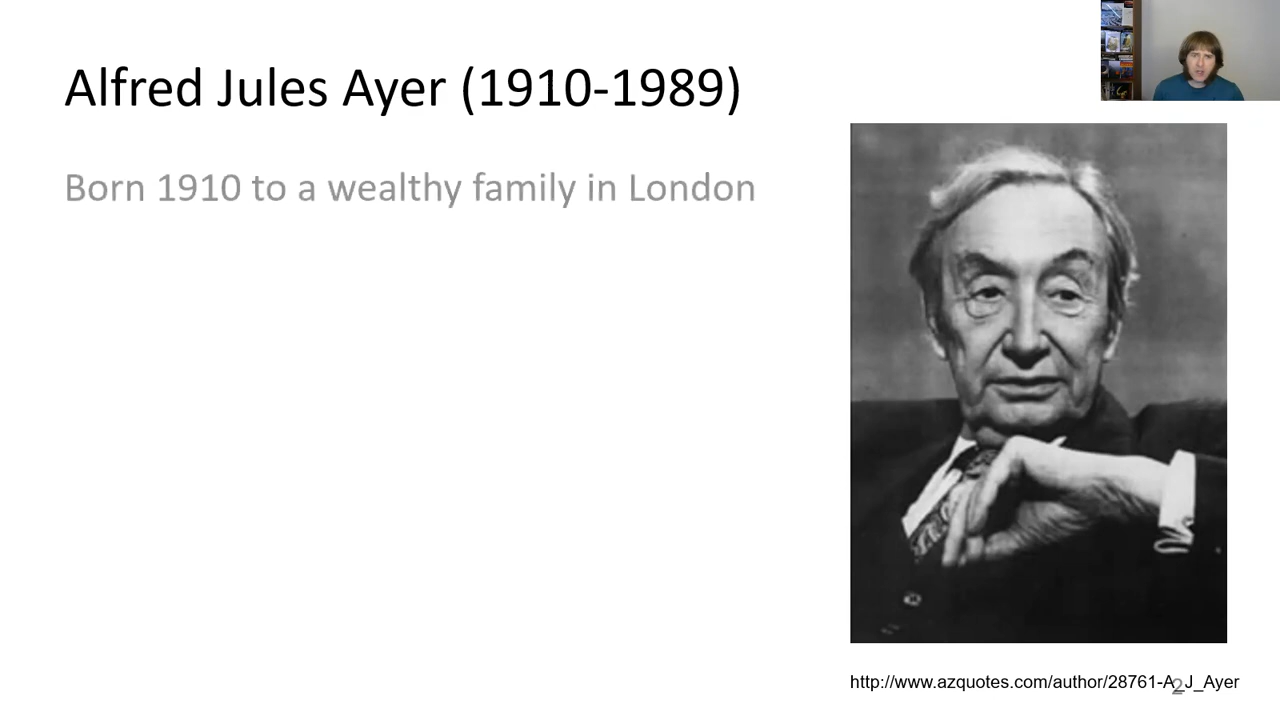 Alfred Jules Ayer (1910-1989)
Born 1910 to a wealthy family in London
http://www.azquotes.com/author/28761-A_J_Ayer
2